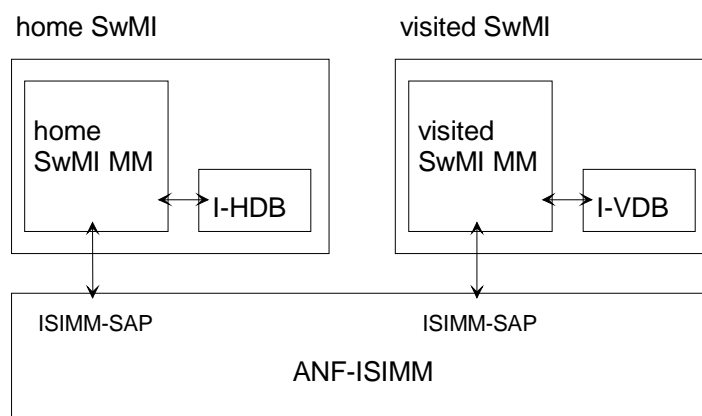 home SwMI
visited SwMI
home
SwMI MM
I-HDB
visited
SwMI MM
I-VDB
ISIMM-SAP
ISIMM-SAP
ANF-ISIMM